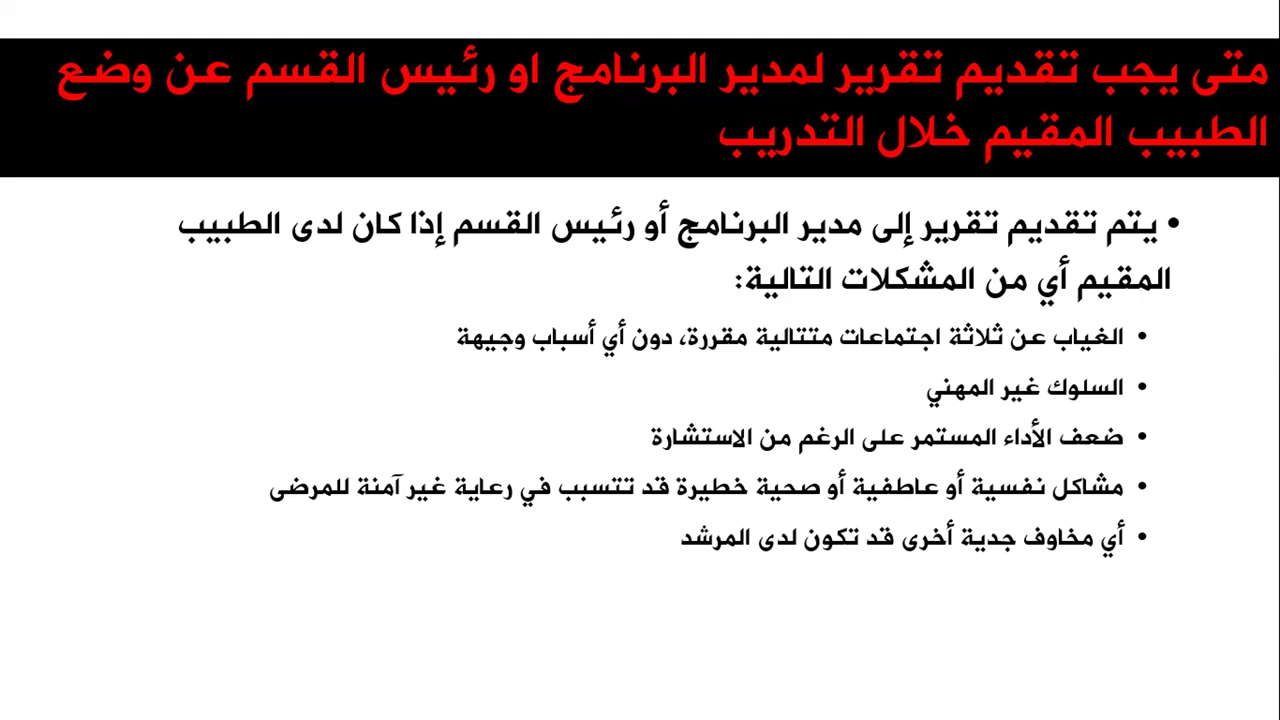 متى يجب تقديم تقرير لمدير البرنامج او رئيس القسم عن وضع
الطبيب المقيم خلال التدريب
• يتم تقديم تقرير إلى مدير البرنامج أو رئيس القسم إذا كان لدى الطبيب
المقيم أي من المشكلات التالية:
• الغياب عن ثلاثة اجتماعات متتالية مقررة، دون أي أسباب وجيهة
• السلوك غير المهني
• ضعف الأداء المستمر على الرغم من الاستشارة
• مشاكل نفسية أو عاطفية أو صحية خطيرة قد تتسبب في رعاية غير آمنة للمرضى
• أي مخاوف جدية أخرى قد تكون لدى المرشد